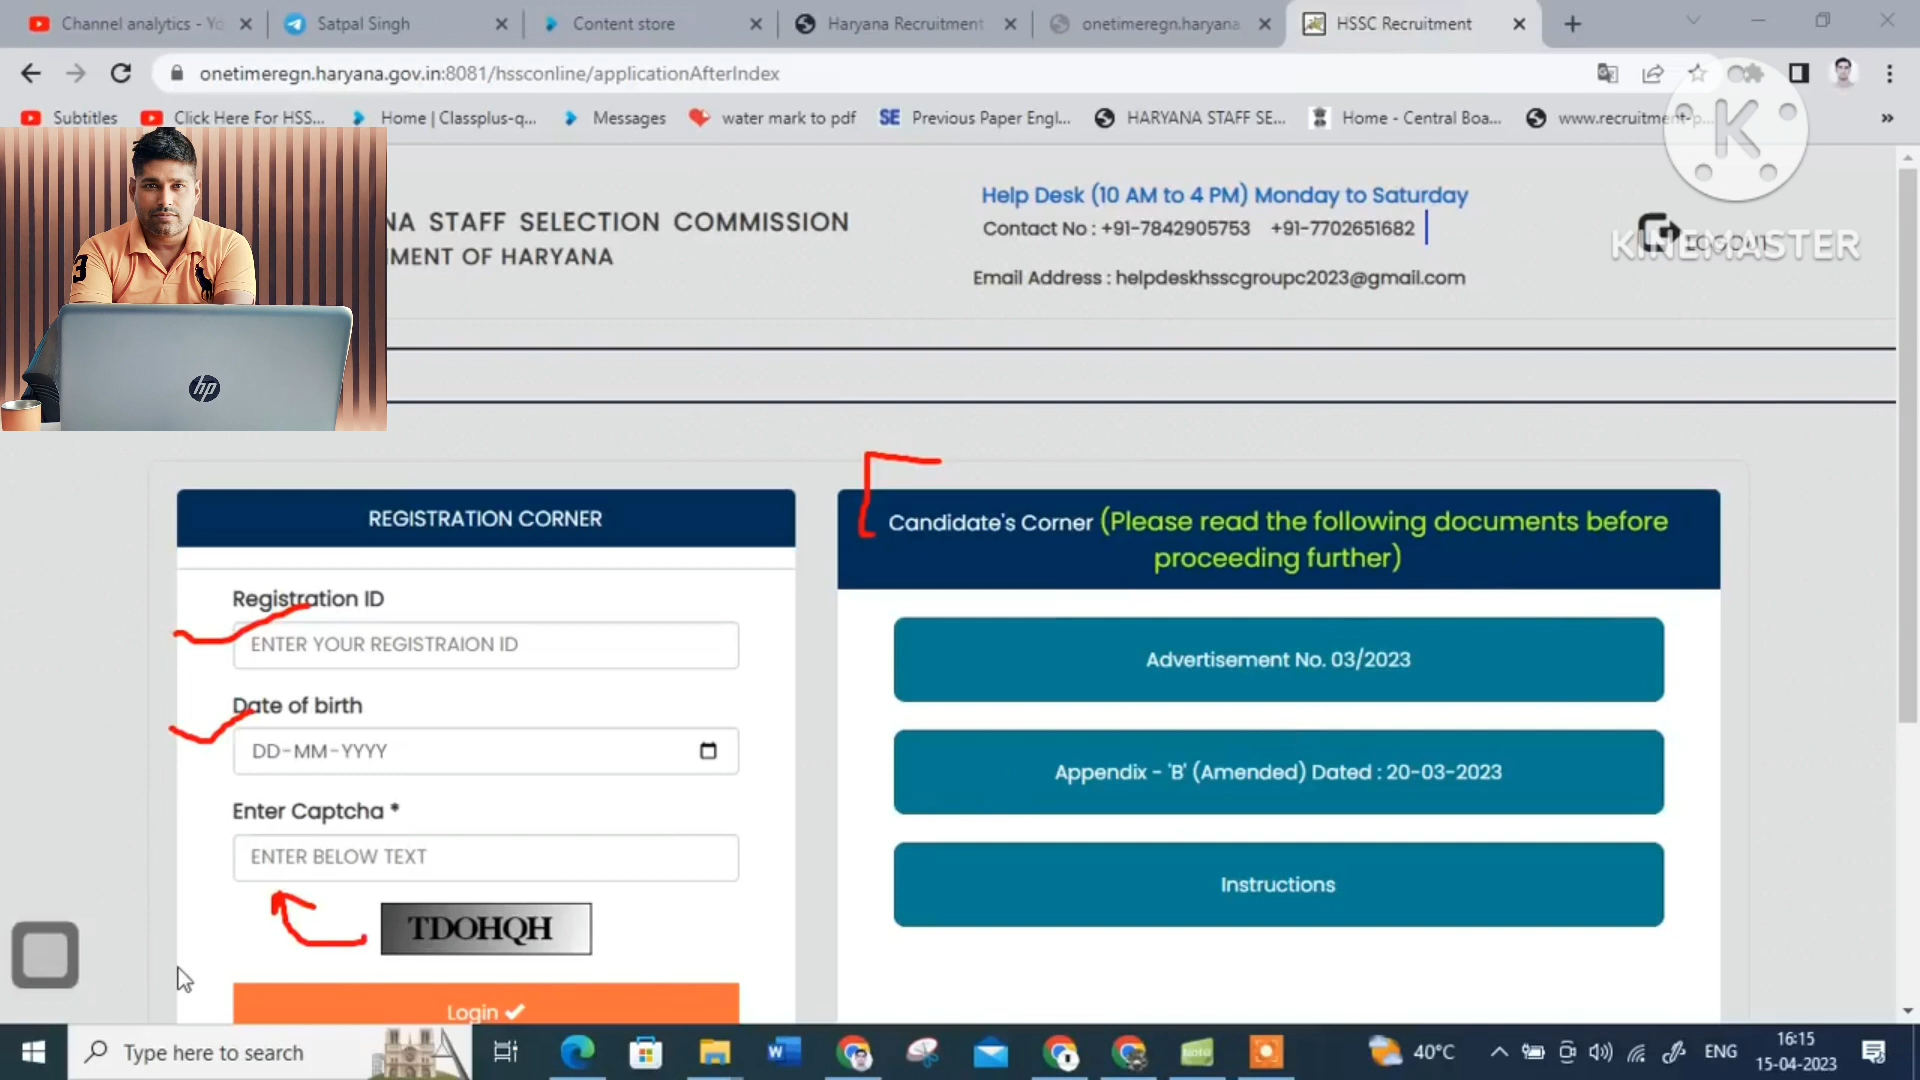 Channel analytics - Yo
Satpal Singh
Content store
Haryana Recruitment
onetimeregn.haryana
HSSC Recruitment
onetimeregn.haryana.gov.in:8081/hssconline/applicationAfterIndex
Subtitles
Click Here For HSS...
Home | Classplus-q...
Messages
water mark to pdf
SE Previous Paper Engl...
HARYANA STAFF SE...
Home - Central Boa...
www.recruitment-p...
K
KINEMASTER
NA STAFF SELECTION COMMISSION
MENT OF HARYANA
Help Desk (10 AM to 4 PM) Monday to Saturday
Contact No : +91-7842905753 +91-7702651682
Email Address : helpdeskhsscgroupc2023@gmail.com
3
hp
REGISTRATION CORNER
Registration ID
ENTER YOUR REGISTRAION ID
Date of birth
DD-MM-YYYY
Enter Captcha *
ENTER BELOW TEXT
TDOHQH
Login
Candidate's Corner (Please read the following documents before
proceeding further)
Advertisement No. 03/2023
Appendix - 'B' (Amended) Dated : 20-03-2023
Instructions
Type here to search
40°C
ENG
16:15
15-04-2023